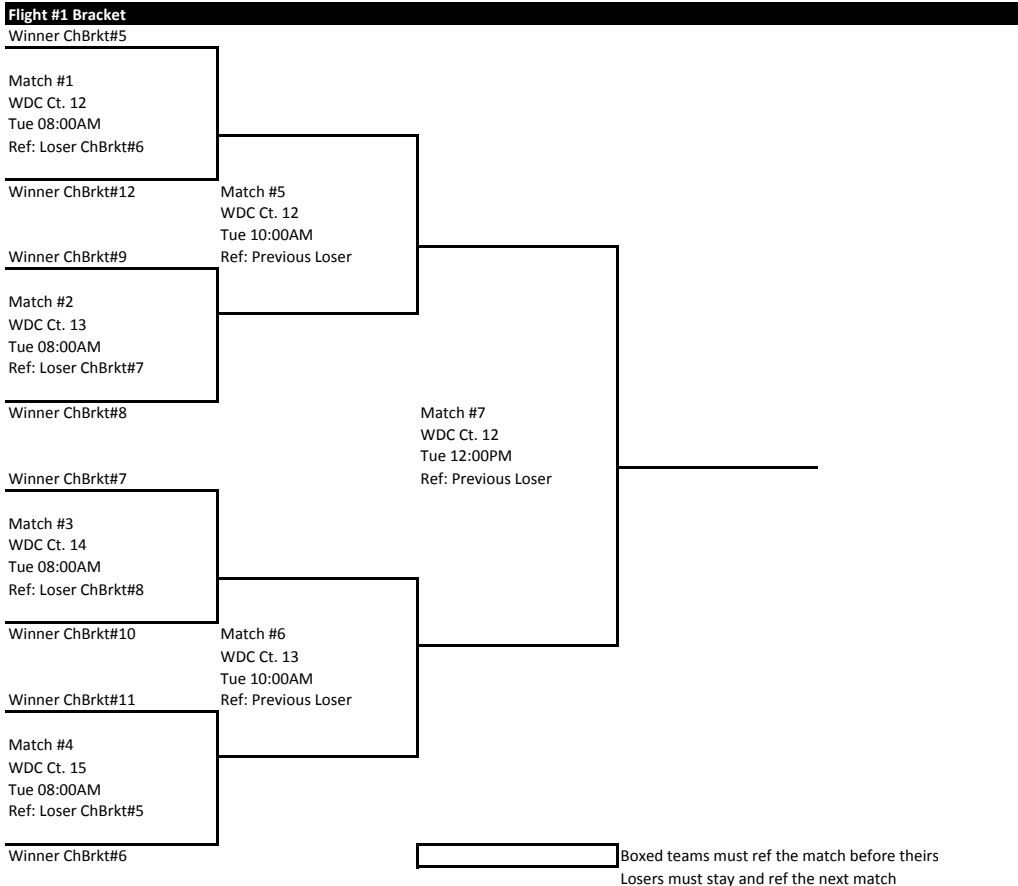 Flight #1 Bracket
Winner ChBrkt#5
Match #1
WDC Ct. 12
Tue 08:00AM
Ref: Loser ChBrkt#6
Winner ChBrkt#12
Match #5
WDC Ct. 12
Tue 10:00AM
Ref: Previous Loser
Winner ChBrkt#9
Match #2
WDC Ct. 13
Tue 08:00AM
Ref: Loser ChBrkt#7
Winner ChBrkt#8
Match #7
WDC Ct. 12
Tue 12:00PM
Ref: Previous Loser
Winner ChBrkt#7
Match #3
WDC Ct. 14
Tue 08:00AM
Ref: Loser ChBrkt#8
Winner ChBrkt#10
Match #6
WDC Ct. 13
Tue 10:00AM
Ref: Previous Loser
Winner ChBrkt#11
Match #4
WDC Ct. 15
Tue 08:00AM
Ref: Loser ChBrkt#5
Winner ChBrkt#6
Boxed teams must ref the match before theirs
Losers must stay and ref the next match